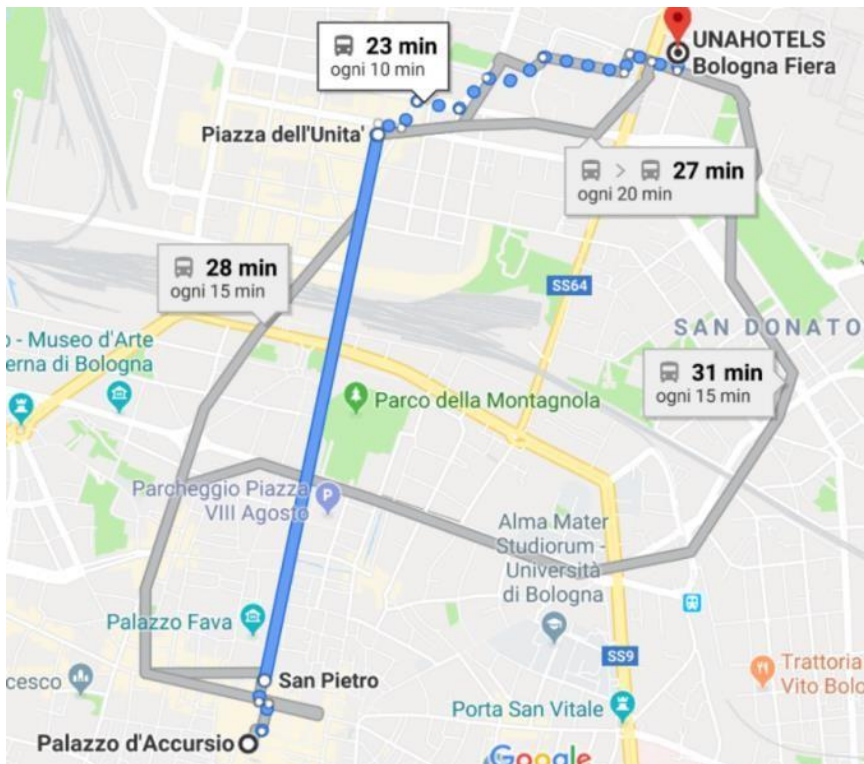 23 min
ogni 10 min
UNAHOTELS
Bologna Fiera
Piazza dell'Unita'
> 27 min
ogni 20 min
28 min
ogni 15 min
SS64
SAN DONATO
o - Museo d'Arte
erna di Bologna
31 min
ogni 15 min
Parco della Montagnola
Parcheggio Piazza
VIII Agosto
P
Alma Mater
Studiorum -
Università
di Bologna
Palazzo Fava
SS9
San Pietro
cesco
Trattoria
Vito Bolo
Porta San Vitale
Palazzo d'Accursio
Google